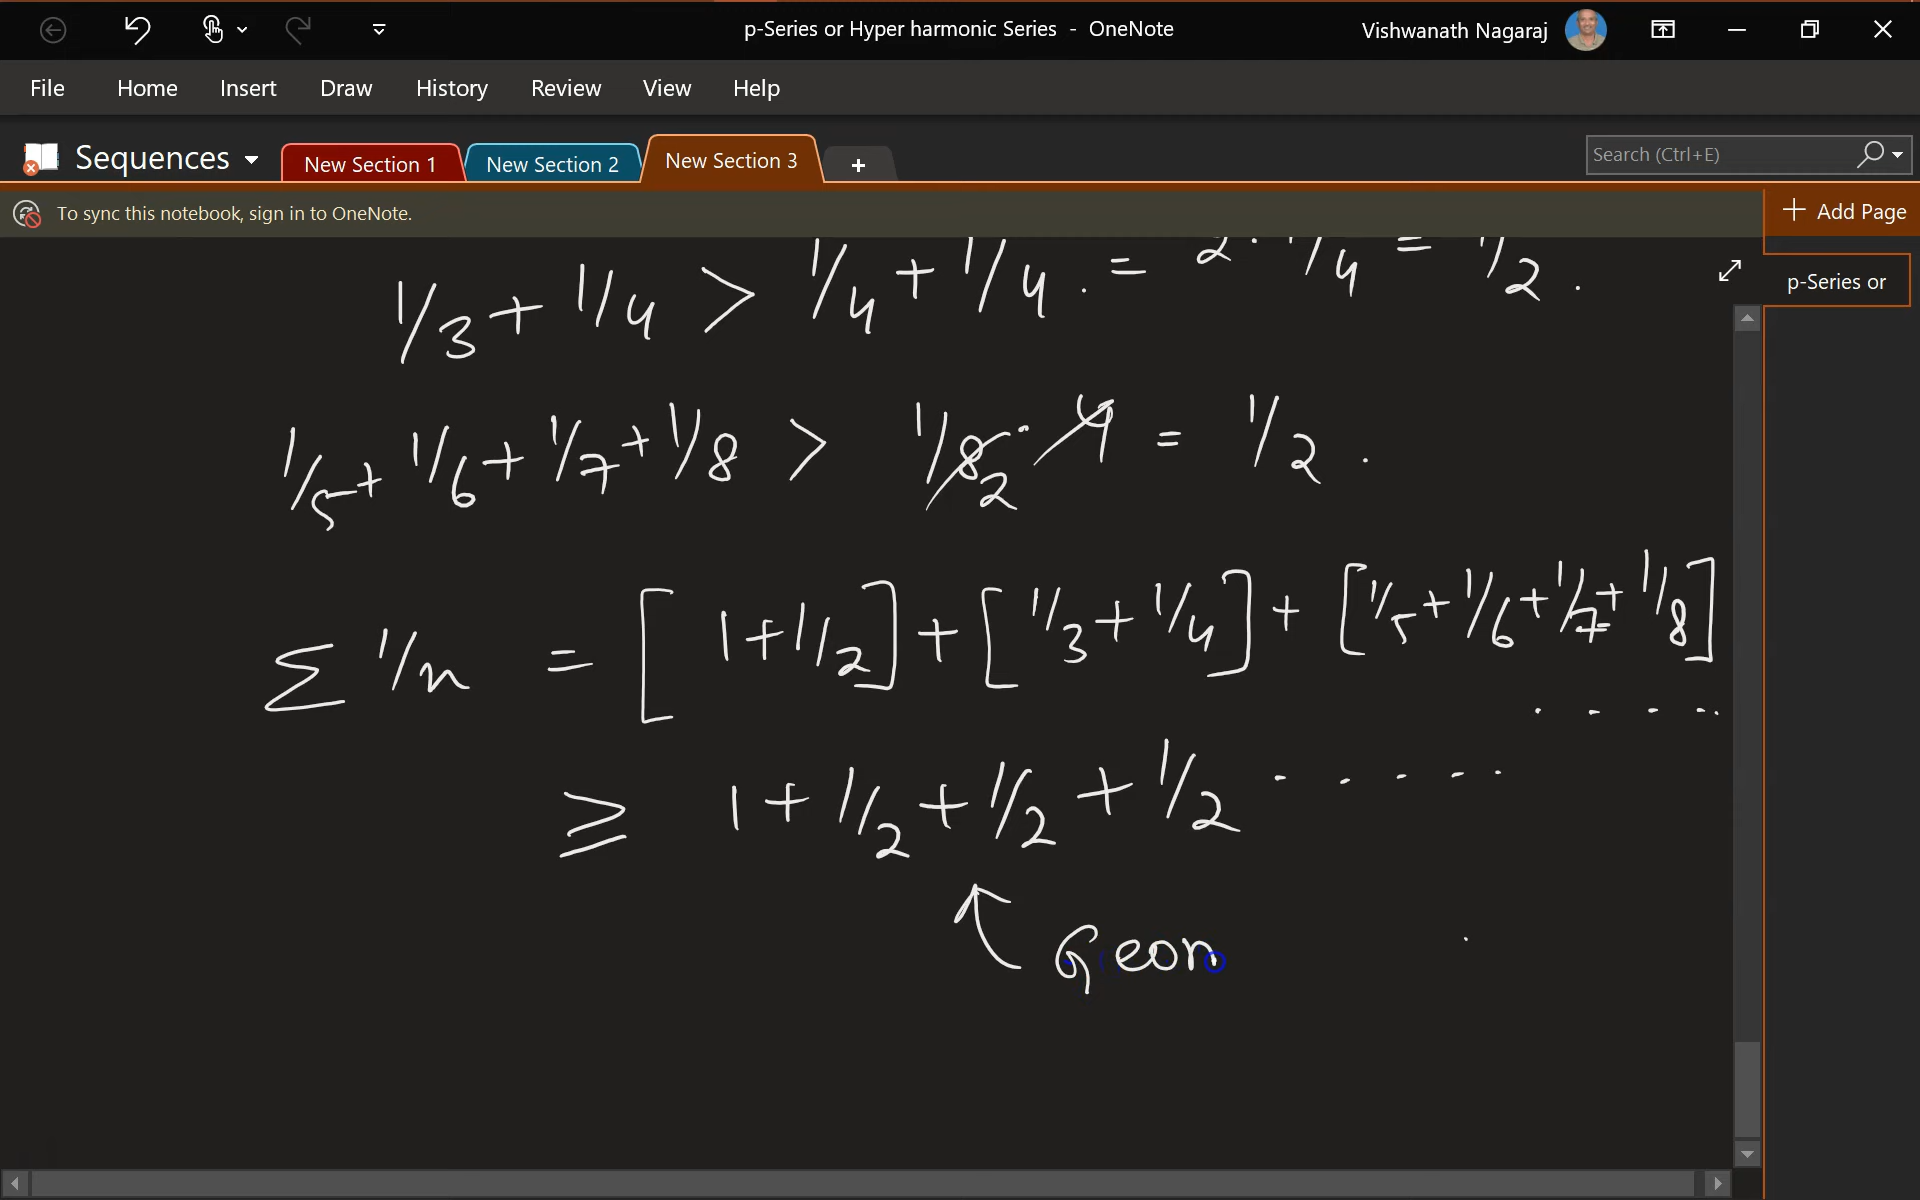 p-Series or Hyper harmonic Series - OneNote
Vishwanath Nagaraj
File Home Insert Draw History Review View Help
Sequences New Section 1 New Section 2 New Section 3 +
Search (Ctrl+E)
To sync this notebook, sign in to OneNote.
+ Add Page
p-Series or
1/3 + 1/4 > 1/4 + 1/4 . = 2 . 1/4 = 1/2 .
1/5 + 1/6 + 1/7 + 1/8 > 1/8 2 . 4 = 1/2 .
Σ 1/n = [1 + 1/2] + [1/3 + 1/4] + [1/5 + 1/6 + 1/7 + 1/8]
. . . . .
≥ 1 + 1/2 + 1/2 + 1/2 . . . . .
Geom